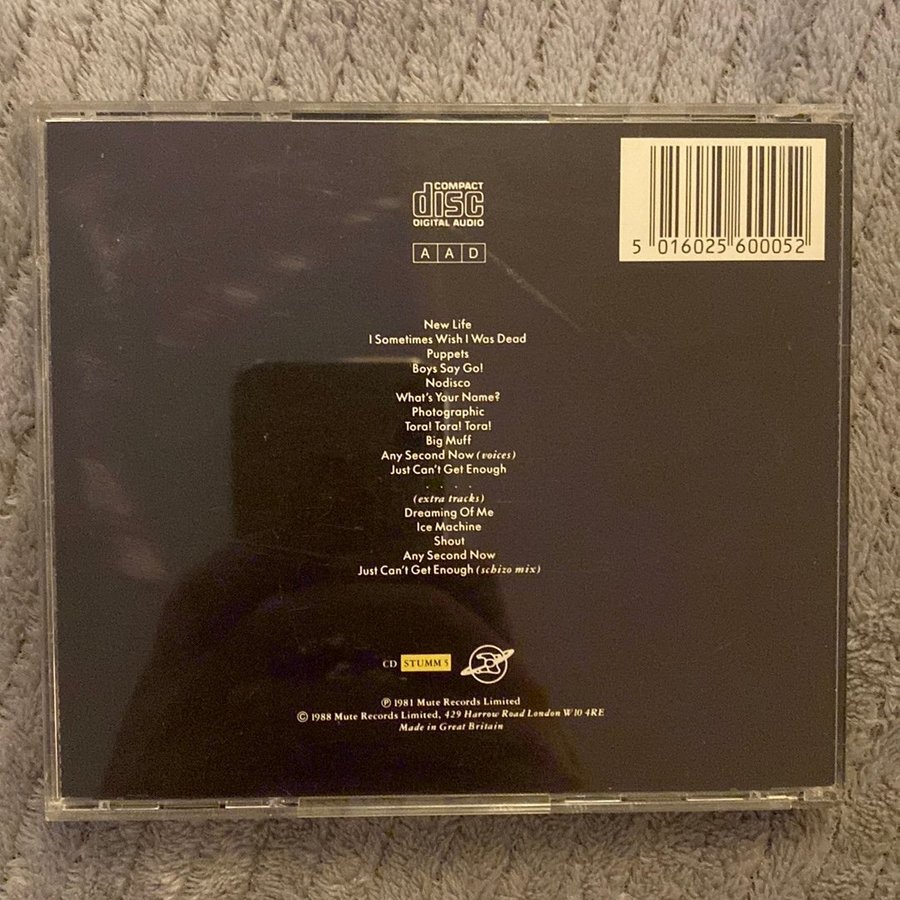 COMPACT
disc
DIGITAL AUDIO
A A D
5 016025 600052
New Life
I Sometimes Wish I Was Dead
Puppets
Boys Say Go!
Nodisco
What's Your Name?
Photographic
Tora! Tora! Tora!
Big Muff
Any Second Now (voices)
Just Can't Get Enough
. . . .
(extra tracks)
Dreaming Of Me
Ice Machine
Shout
Any Second Now
Just Can't Get Enough (schizo mix)
CD STUMM 5
℗ 1981 Mute Records Limited
© 1988 Mute Records Limited, 429 Harrow Road London W10 4RE
Made in Great Britain